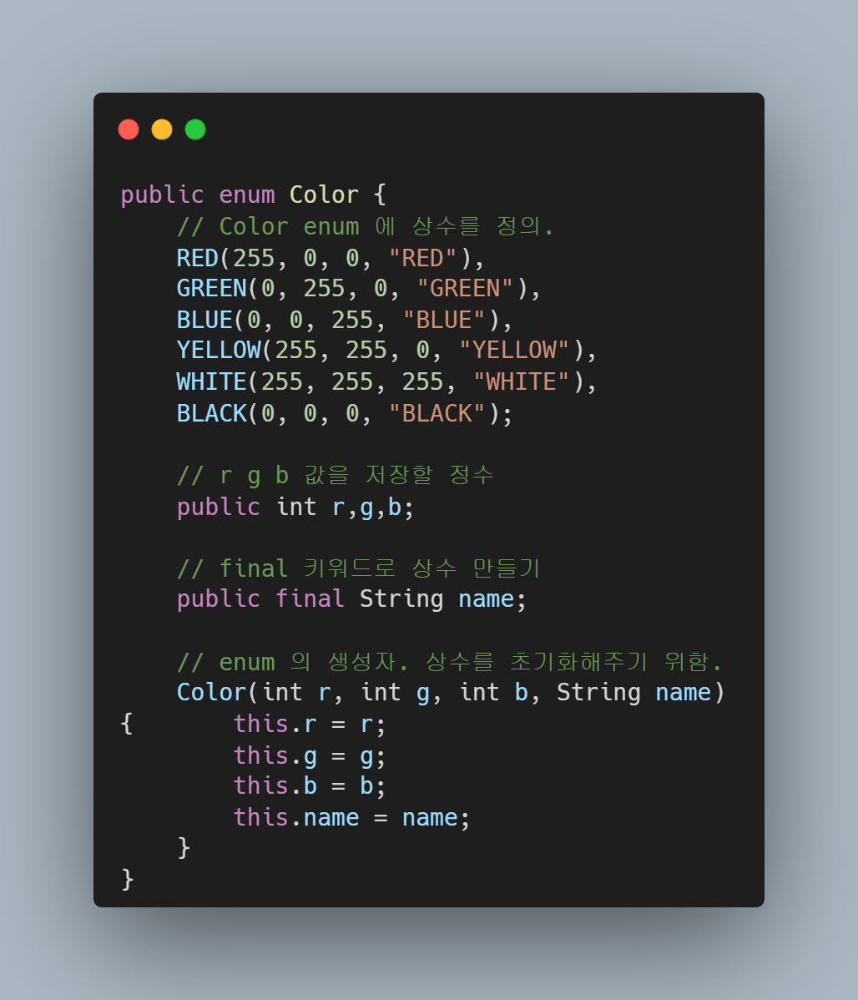 public enum Color {
    // Color enum 에 상수를 정의.
    RED(255, 0, 0, "RED"),
    GREEN(0, 255, 0, "GREEN"),
    BLUE(0, 0, 255, "BLUE"),
    YELLOW(255, 255, 0, "YELLOW"),
    WHITE(255, 255, 255, "WHITE"),
    BLACK(0, 0, 0, "BLACK");

    // r g b 값을 저장할 정수
    public int r,g,b;

    // final 키워드로 상수 만들기
    public final String name;

    // enum 의 생성자. 상수를 초기화해주기 위함.
    Color(int r, int g, int b, String name)
{       this.r = r;
        this.g = g;
        this.b = b;
        this.name = name;
    }
}